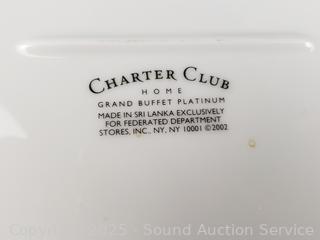 CHARTER CLUB
HOME
GRAND BUFFET PLATINUM
MADE IN SRI LANKA EXCLUSIVELY
FOR FEDERATED DEPARTMENT
STORES, INC., NY, NY 10001 ©2002
Copyright 2025 - Sound Auction Service